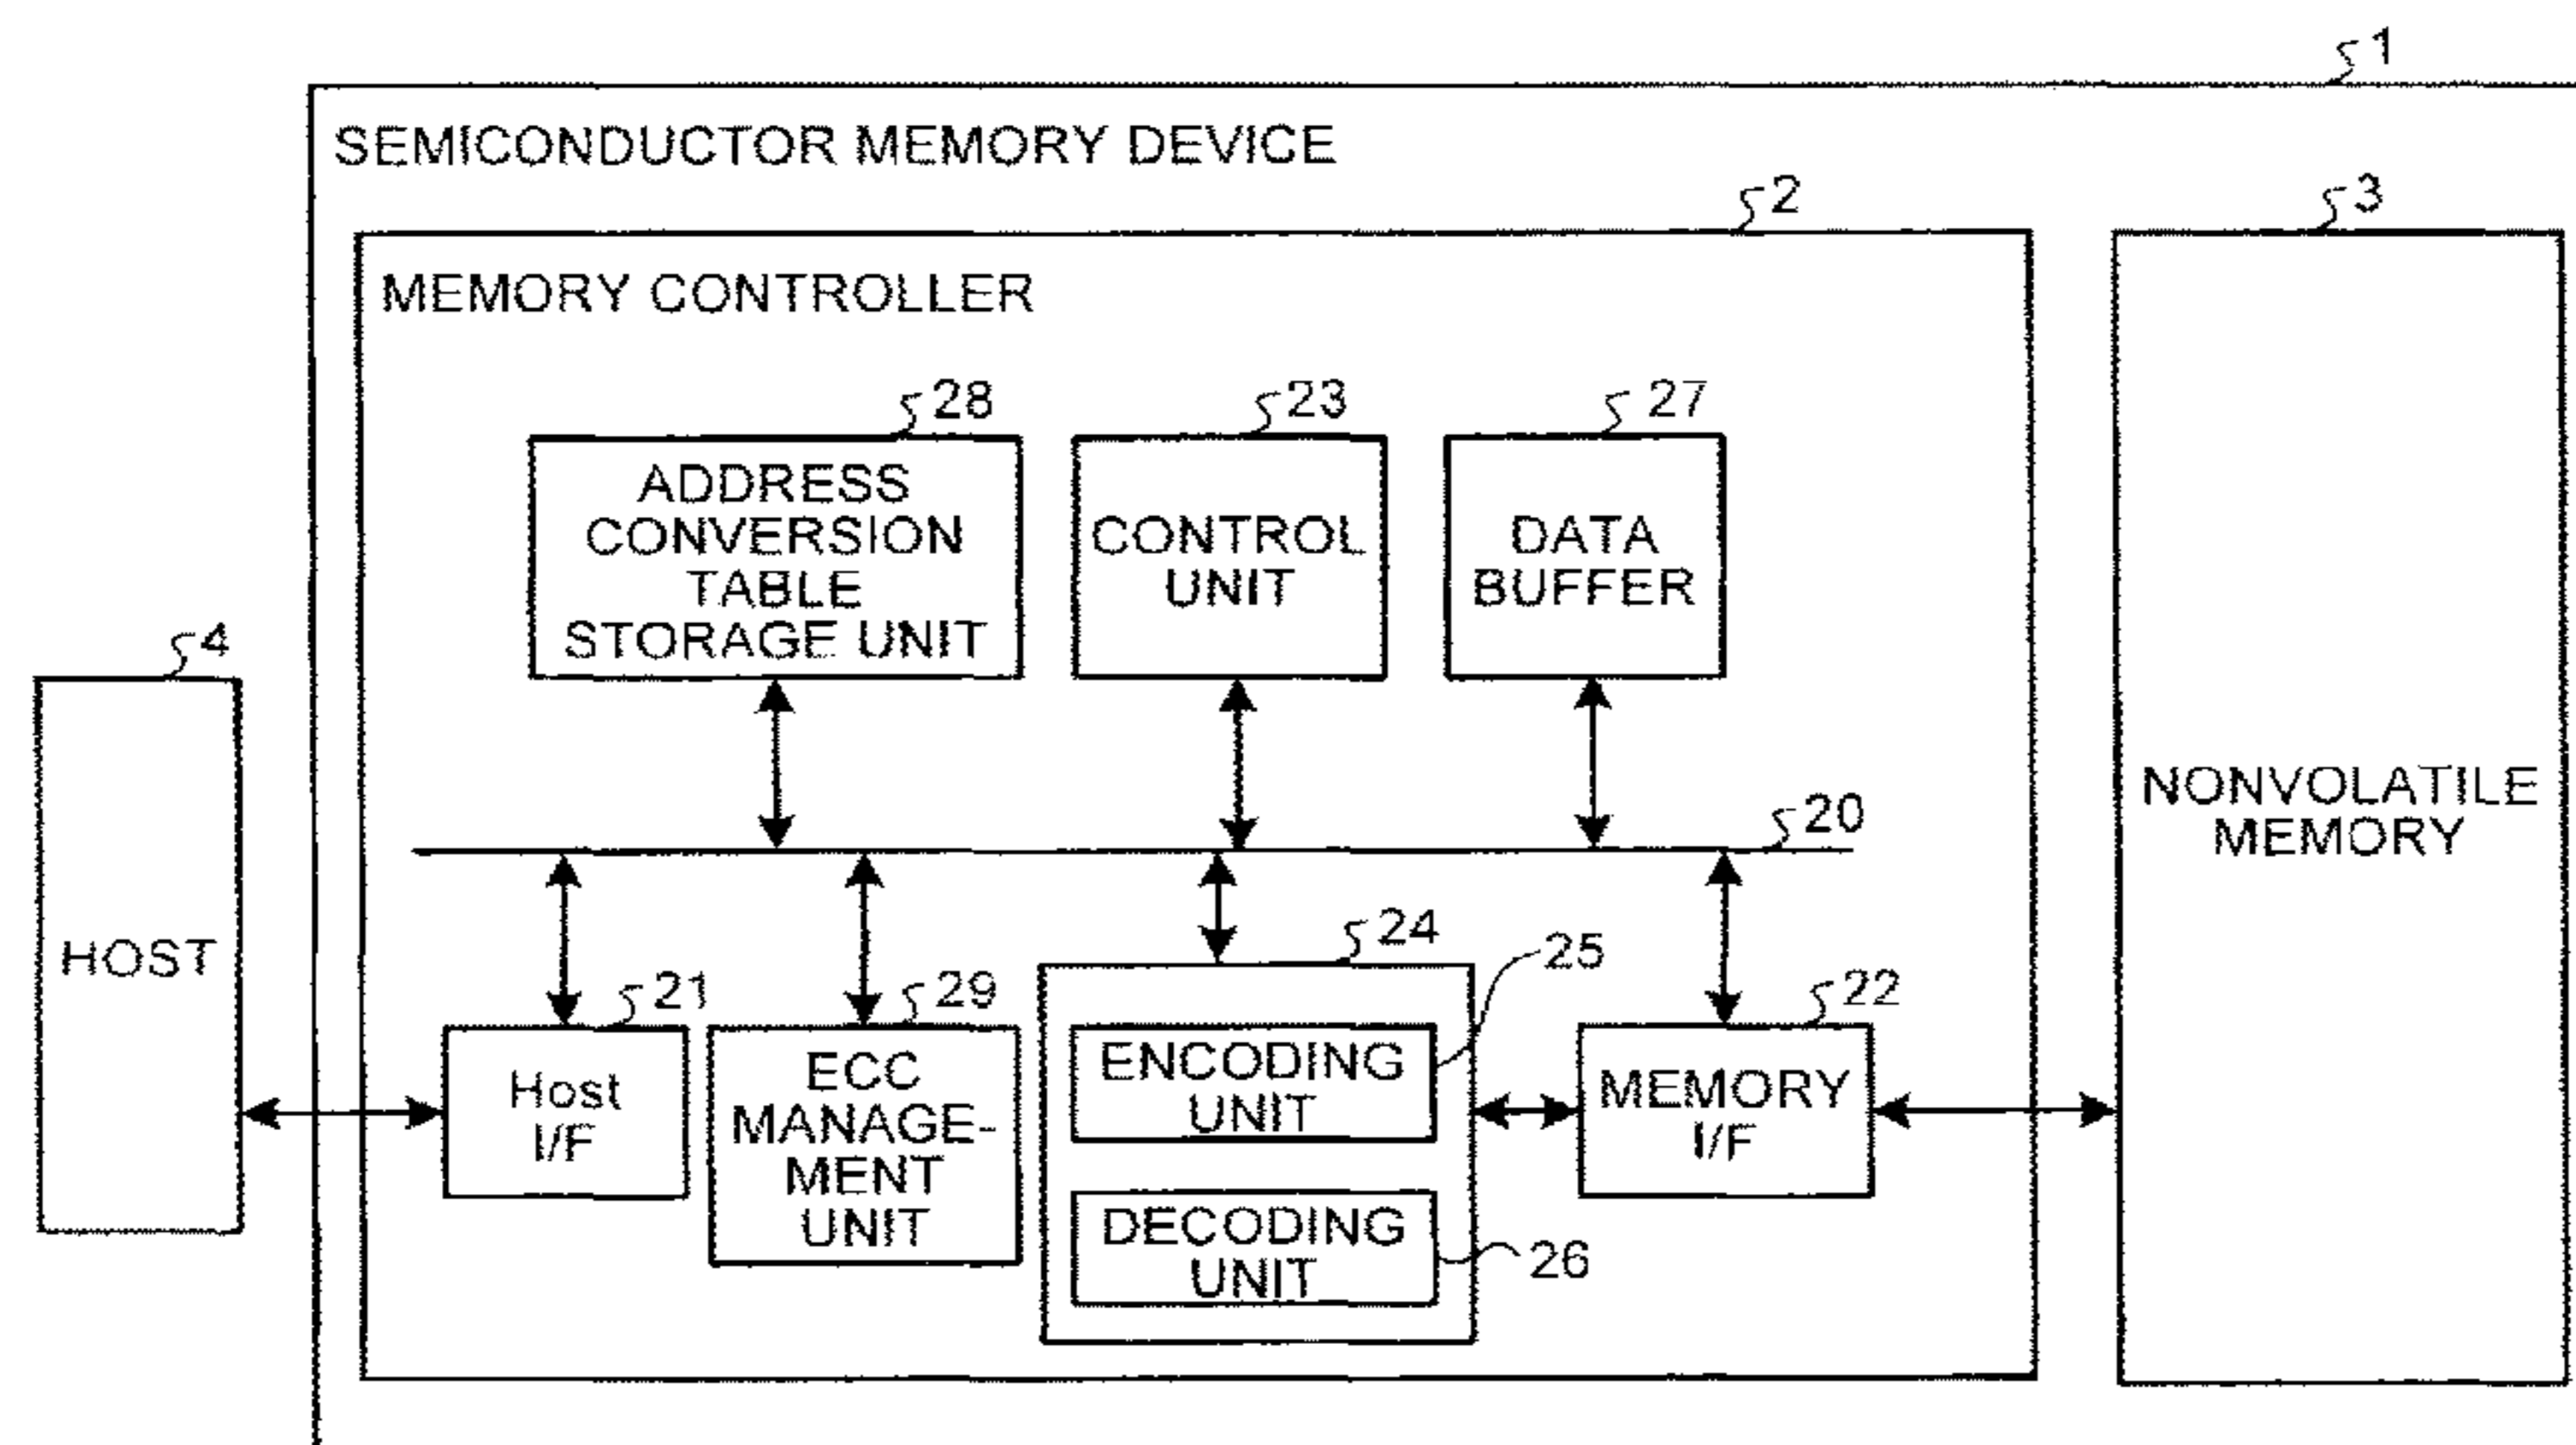 1
SEMICONDUCTOR MEMORY DEVICE
2
3
MEMORY CONTROLLER
28
23
27
ADDRESS
CONVERSION
TABLE
STORAGE UNIT
CONTROL
UNIT
DATA
BUFFER
4
HOST
20
NONVOLATILE
MEMORY
21
29
24
25
22
Host
I/F
ECC
MANAGE-
MENT
UNIT
ENCODING
UNIT
MEMORY
I/F
DECODING
UNIT
26